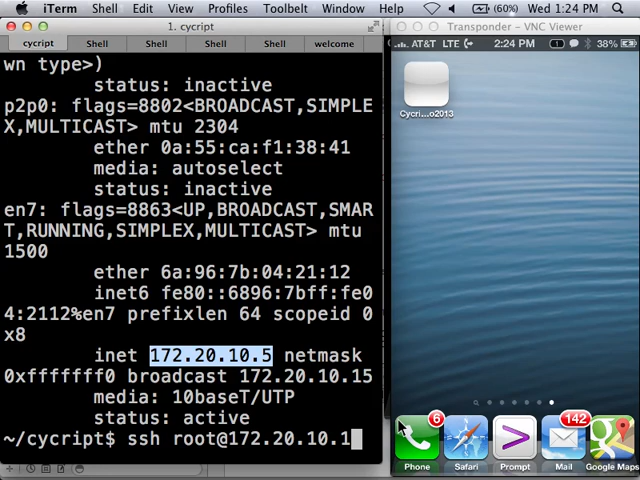 iTerm Shell Edit View Profiles Toolbelt Window Help (60%)
1. cycript
Transponder - VNC Viewer
cycript Shell Shell Shell Shell welcome
AT&T LTE 2:24 PM 1 38%
wn type>)
status: inactive
p2p0: flags=8802<BROADCAST,SIMPLE
X,MULTICAST> mtu 2304
ether 0a:55:ca:f1:38:41
media: autoselect
status: inactive
en7: flags=8863<UP,BROADCAST,SMAR
T,RUNNING,SIMPLEX,MULTICAST> mtu
1500
ether 6a:96:7b:04:21:12
inet6 fe80::6896:7bff:fe0
4:2112%en7 prefixlen 64 scopeid 0
x8
inet 172.20.10.5 netmask
0xfffffff0 broadcast 172.20.10.15
media: 10baseT/UTP
status: active
~/cycript$ ssh root@172.20.10.1
Cycri...o2013
6
142
Phone Safari Prompt Mail Google Maps